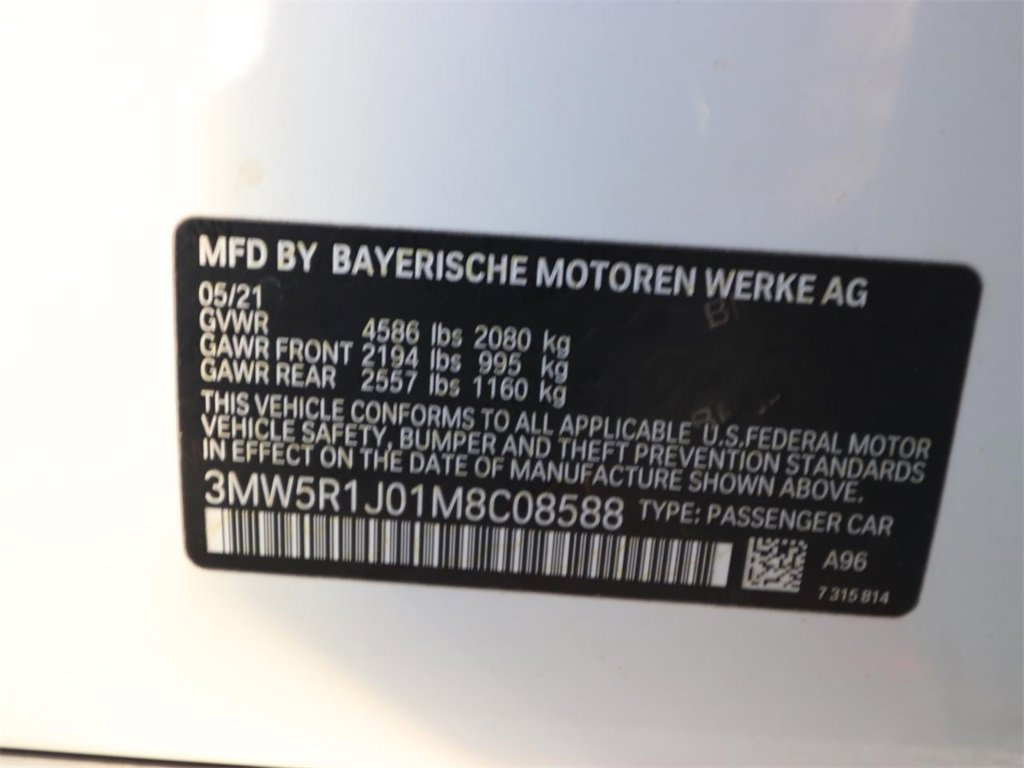 MFD BY BAYERISCHE MOTOREN WERKE AG
05/21
GVWR 4586 lbs 2080 kg
GAWR FRONT 2194 lbs 995 kg
GAWR REAR 2557 lbs 1160 kg
THIS VEHICLE CONFORMS TO ALL APPLICABLE U.S.FEDERAL MOTOR
VEHICLE SAFETY, BUMPER AND THEFT PREVENTION STANDARDS
IN EFFECT ON THE DATE OF MANUFACTURE SHOWN ABOVE.
3MW5R1J01M8C08588 TYPE: PASSENGER CAR
A96
7 315 814